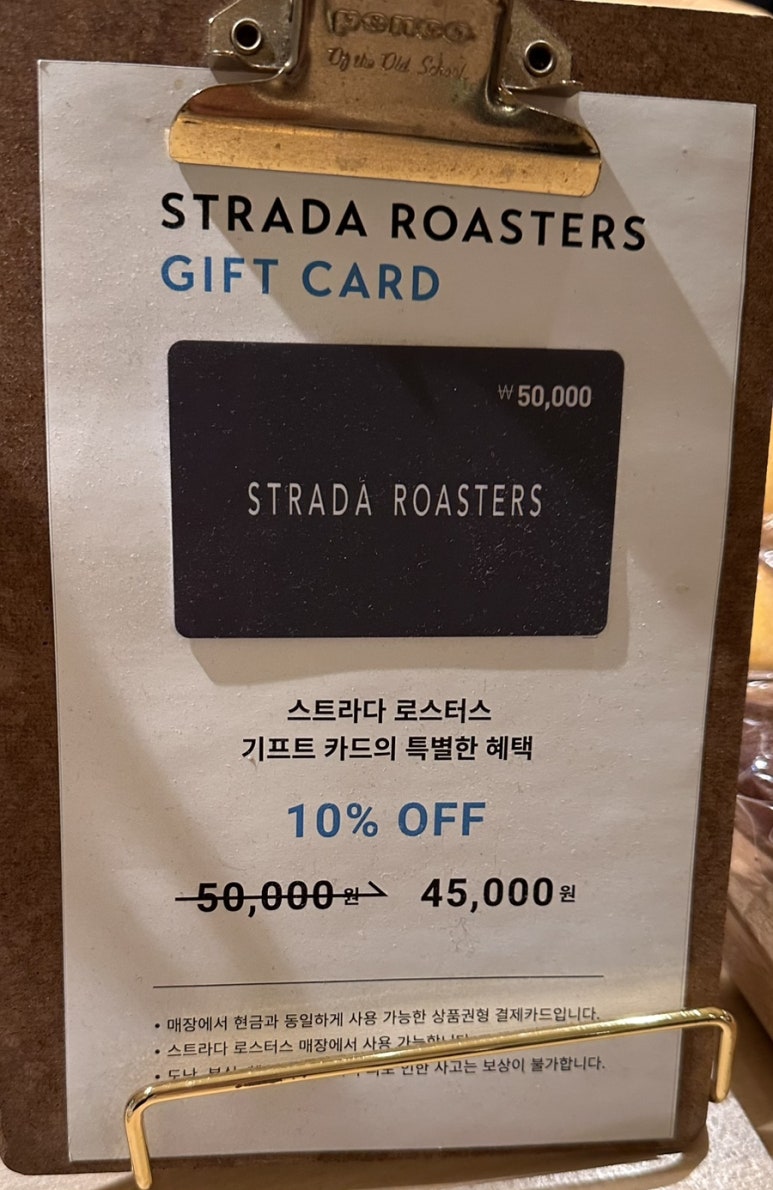 penco
Of the Old School
STRADA ROASTERS
GIFT CARD
₩50,000
STRADA ROASTERS
스트라다 로스터스
기프트 카드의 특별한 혜택
10% OFF
50,000원 45,000원
• 매장에서 현금과 동일하게 사용 가능한 상품권형 결제카드입니다.
• 스트라다 로스터스 매장에서 사용
• 인한 사고는 보상이 불가합니다.